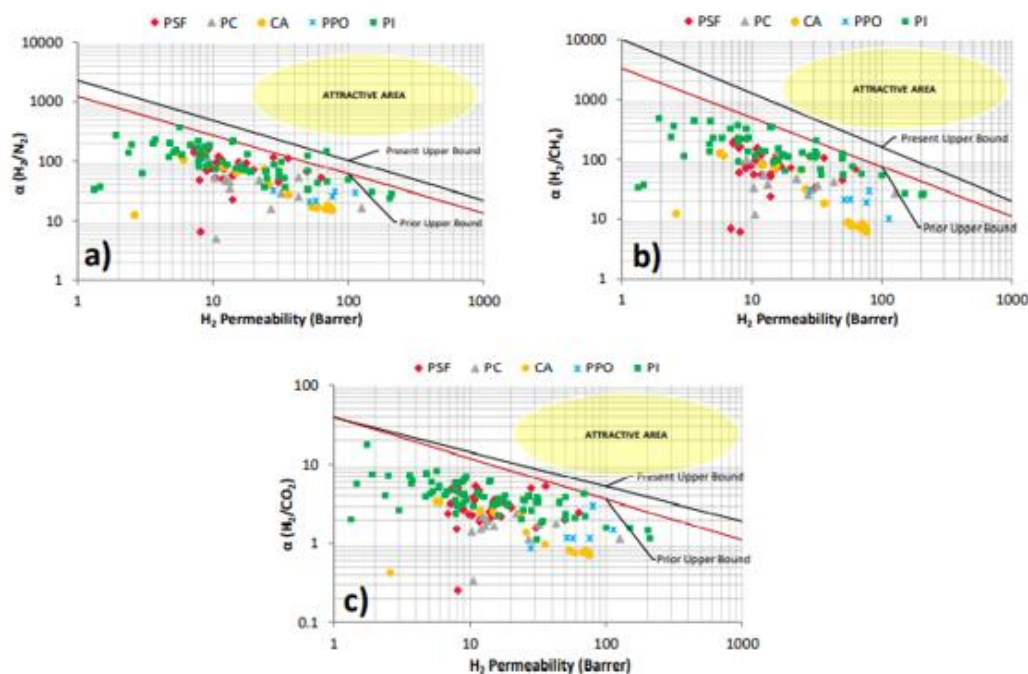 PSF PC CA PPO PI
10000
1000
100
10
1
α (H₂/N₂)
ATTRACTIVE AREA
Present Upper Bound
Prior Upper Bound
a)
1 10 100 1000
H₂ Permeability (Barrer)
PSF PC CA PPO PI
10000
1000
100
10
1
α (H₂/CH₄)
ATTRACTIVE AREA
Present Upper Bound
Prior Upper Bound
b)
1 10 100 1000
H₂ Permeability (Barrer)
PSF PC CA PPO PI
100
10
1
0.1
α (H₂/CO₂)
ATTRACTIVE AREA
Present Upper Bound
Prior Upper Bound
c)
1 10 100 1000
H₂ Permeability (Barrer)